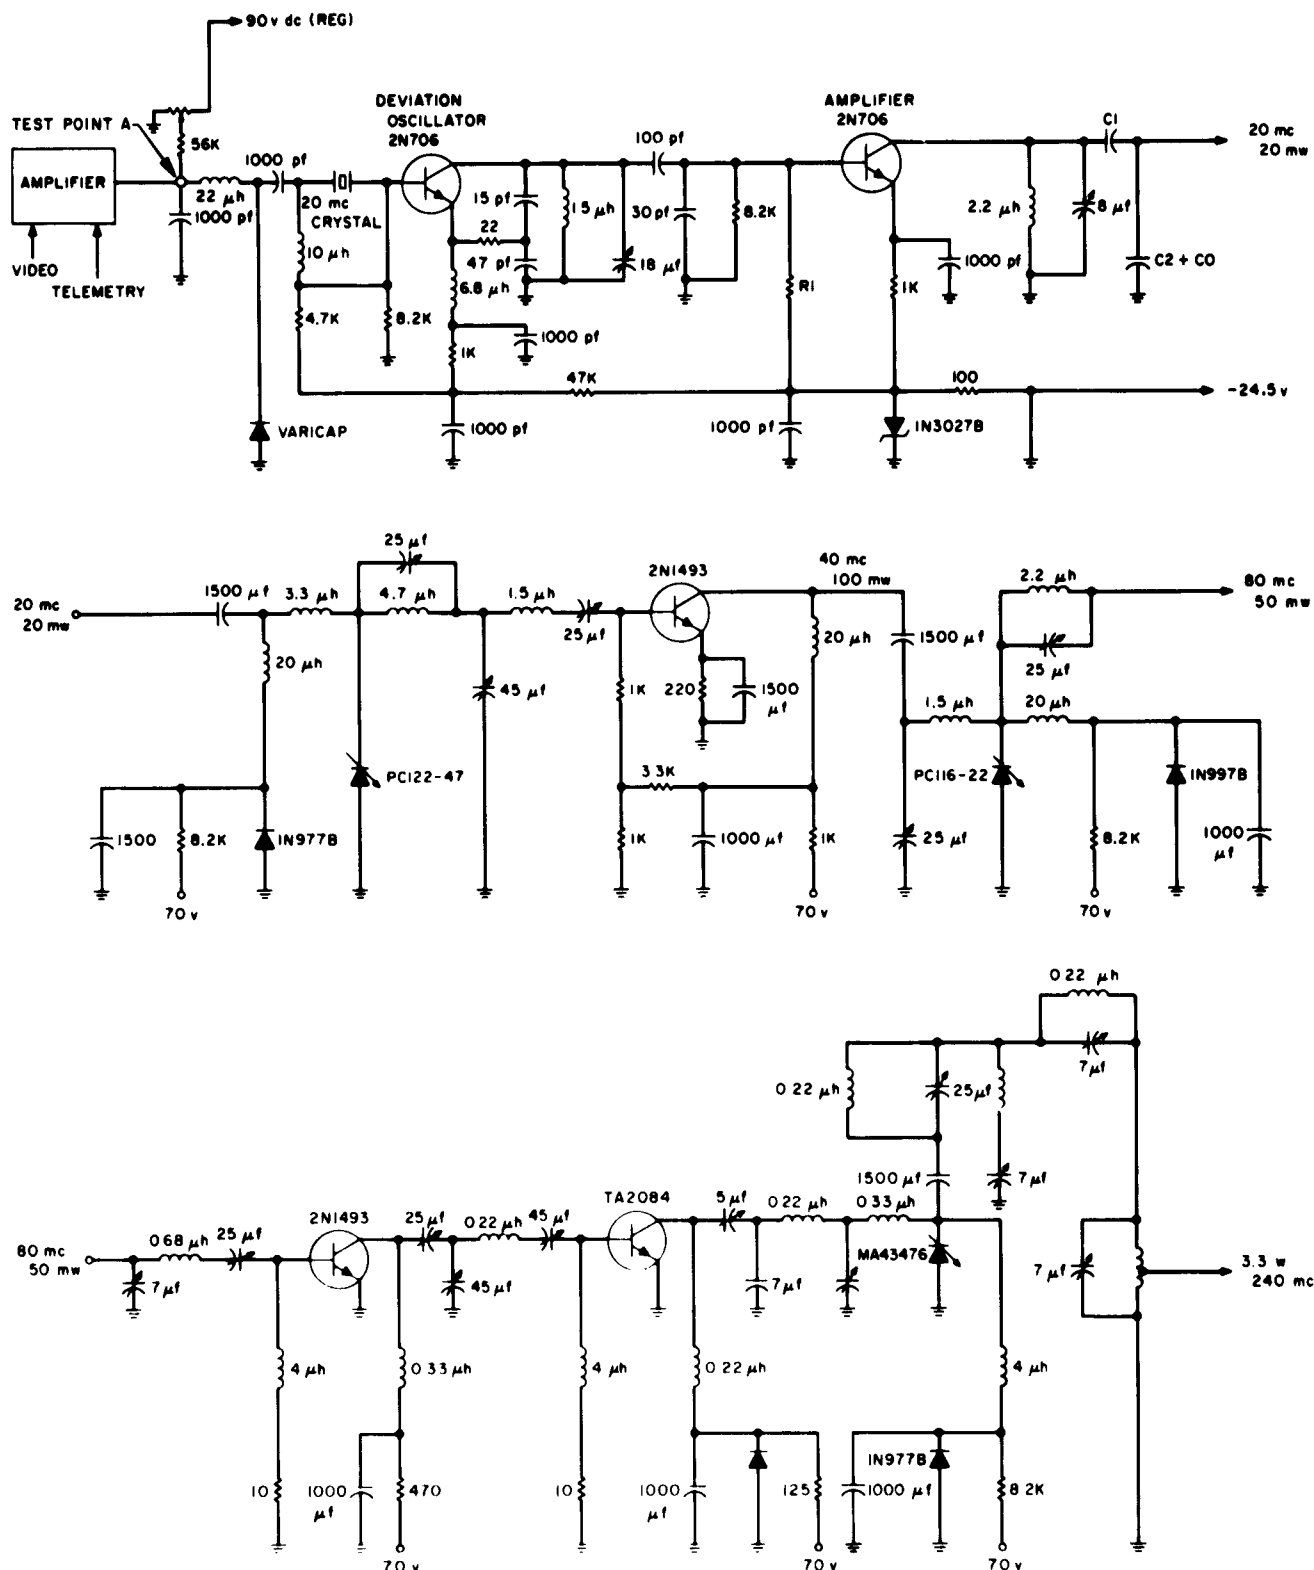 90 v dc (REG)
TEST POINT A
56K
AMPLIFIER
VIDEO
TELEMETRY
22 μh
1000 pf
1000 pf
20 mc
CRYSTAL
10 μh
4.7K
8.2K
VARICAP
DEVIATION
OSCILLATOR
2N706
22
6.8 μh
1K
1000 pf
1000 pf
15 pf
47 pf
1.5 μh
18 μf
100 pf
30 pf
8.2K
47K
R1
1000 pf
AMPLIFIER
2N706
1K
1000 pf
IN3027B
100
2.2 μh
8 μf
C1
C2 + CO
20 mc
20 mw
-24.5 v
20 mc
20 mw
1500 μf
3.3 μh
20 μh
1500
8.2K
70 v
IN977B
25 μf
4.7 μh
PC122-47
45 μf
1.5 μh
25 μf
2N1493
1K
220
1500
μf
3.3K
1K
1000 μf
1K
70 v
20 μh
40 mc
100 mw
1500 μf
1.5 μh
25 μf
2.2 μh
25 μf
20 μh
PC116-22
8.2K
70 v
IN997B
1000
μf
80 mc
50 mw
0.22 μh
7 μf
0.22 μh
25 μf
1500 μf
7 μf
80 mc
50 mw
7 μf
0.68 μh
25 μf
2N1493
4 μh
10
0.33 μh
1000
μf
470
70 v
25 μf
45 μf
0.22 μh
45 μf
TA2084
4 μh
10
0.22 μh
1000
μf
125
70 v
5 μf
7 μf
0.22 μh
0.33 μh
MA43476
4 μh
IN977B
1000 μf
8.2K
70 v
7 μf
3.3 w
240 mc